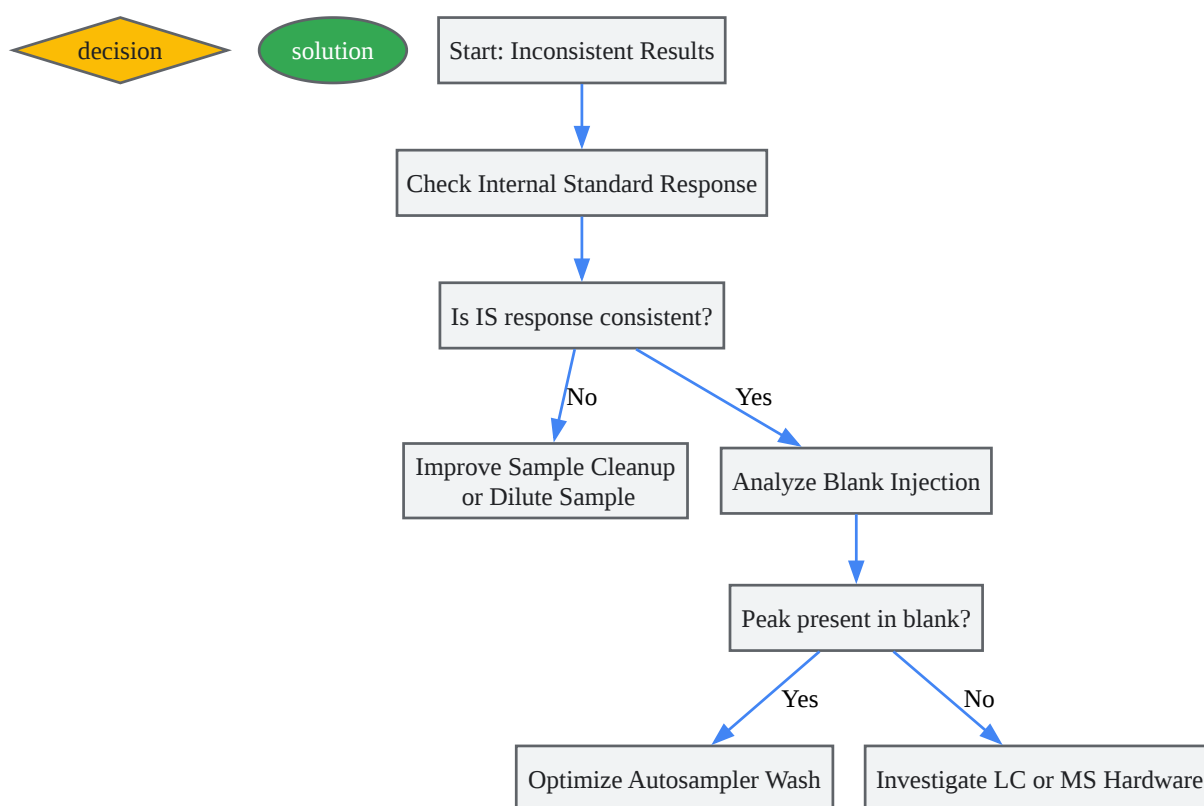 decision
solution
Start: Inconsistent Results
Check Internal Standard Response
Is IS response consistent?
No
Yes
Improve Sample Cleanup
or Dilute Sample
Analyze Blank Injection
Peak present in blank?
Yes
No
Optimize Autosampler Wash
Investigate LC or MS Hardware